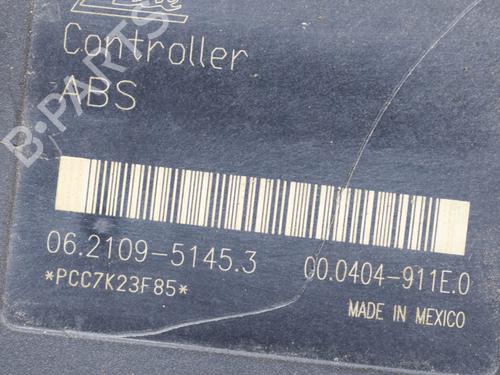 Controller
ABS
B-PARTS
06.2109-5145.3 00.0404-911E.0
*PCC7K23F85*
MADE IN MEXICO